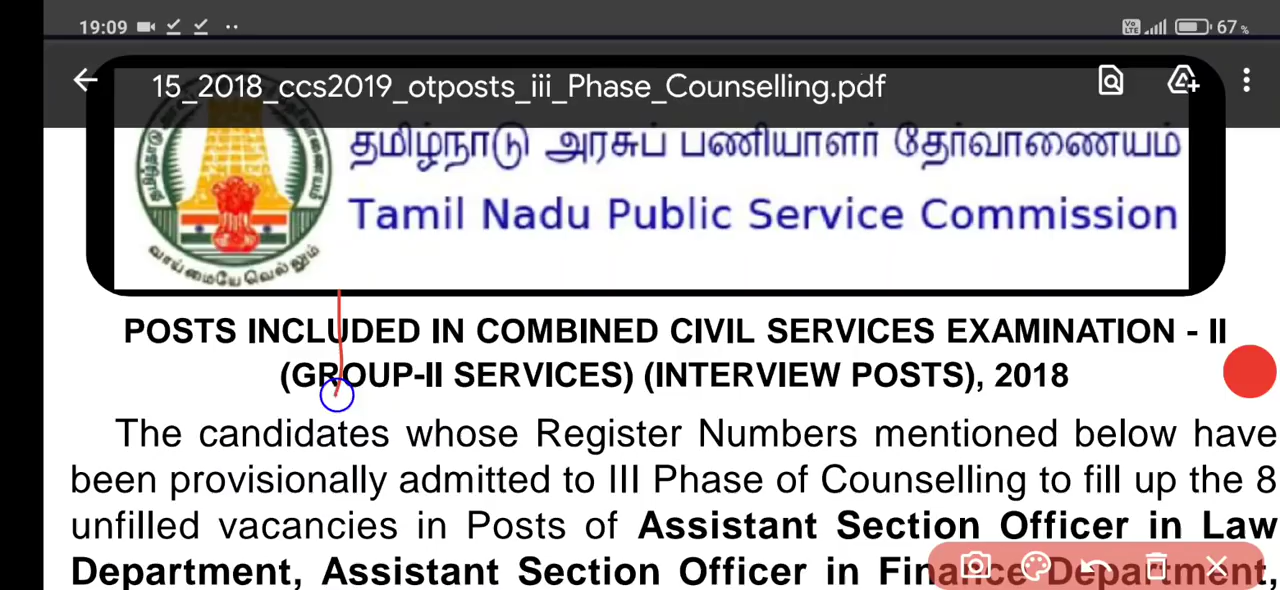 19:09
Vo LTE 67 %
15_2018_ccs2019_otposts_iii_Phase_Counselling.pdf
தமிழ்நாடு அரசுப் பணியாளர் தேர்வாணையம்
Tamil Nadu Public Service Commission
வாய்மையே வெல்லும்
POSTS INCLUDED IN COMBINED CIVIL SERVICES EXAMINATION - II
(GROUP-II SERVICES) (INTERVIEW POSTS), 2018
The candidates whose Register Numbers mentioned below have
been provisionally admitted to III Phase of Counselling to fill up the 8
unfilled vacancies in Posts of Assistant Section Officer in Law
Department, Assistant Section Officer in Finance Department,